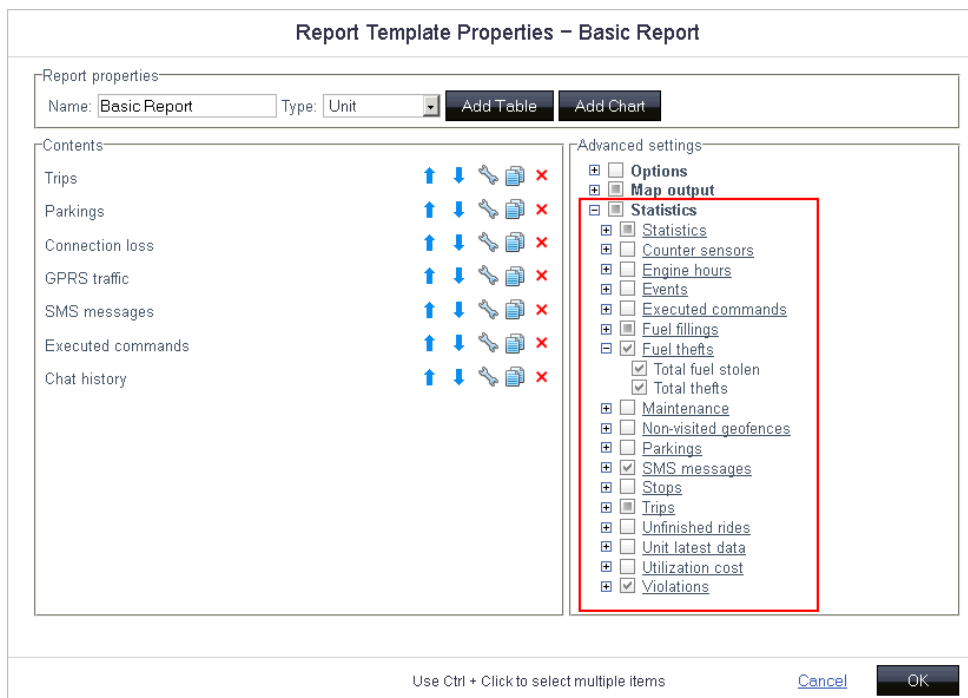 Report Template Properties – Basic Report
Report properties
Name: Basic Report Type: Unit Add Table Add Chart
Contents
Trips
Parkings
Connection loss
GPRS traffic
SMS messages
Executed commands
Chat history
Advanced settings
Options
Map output
Statistics
Statistics
Counter sensors
Engine hours
Events
Executed commands
Fuel fillings
Fuel thefts
Total fuel stolen
Total thefts
Maintenance
Non-visited geofences
Parkings
SMS messages
Stops
Trips
Unfinished rides
Unit latest data
Utilization cost
Violations
Use Ctrl + Click to select multiple items Cancel OK